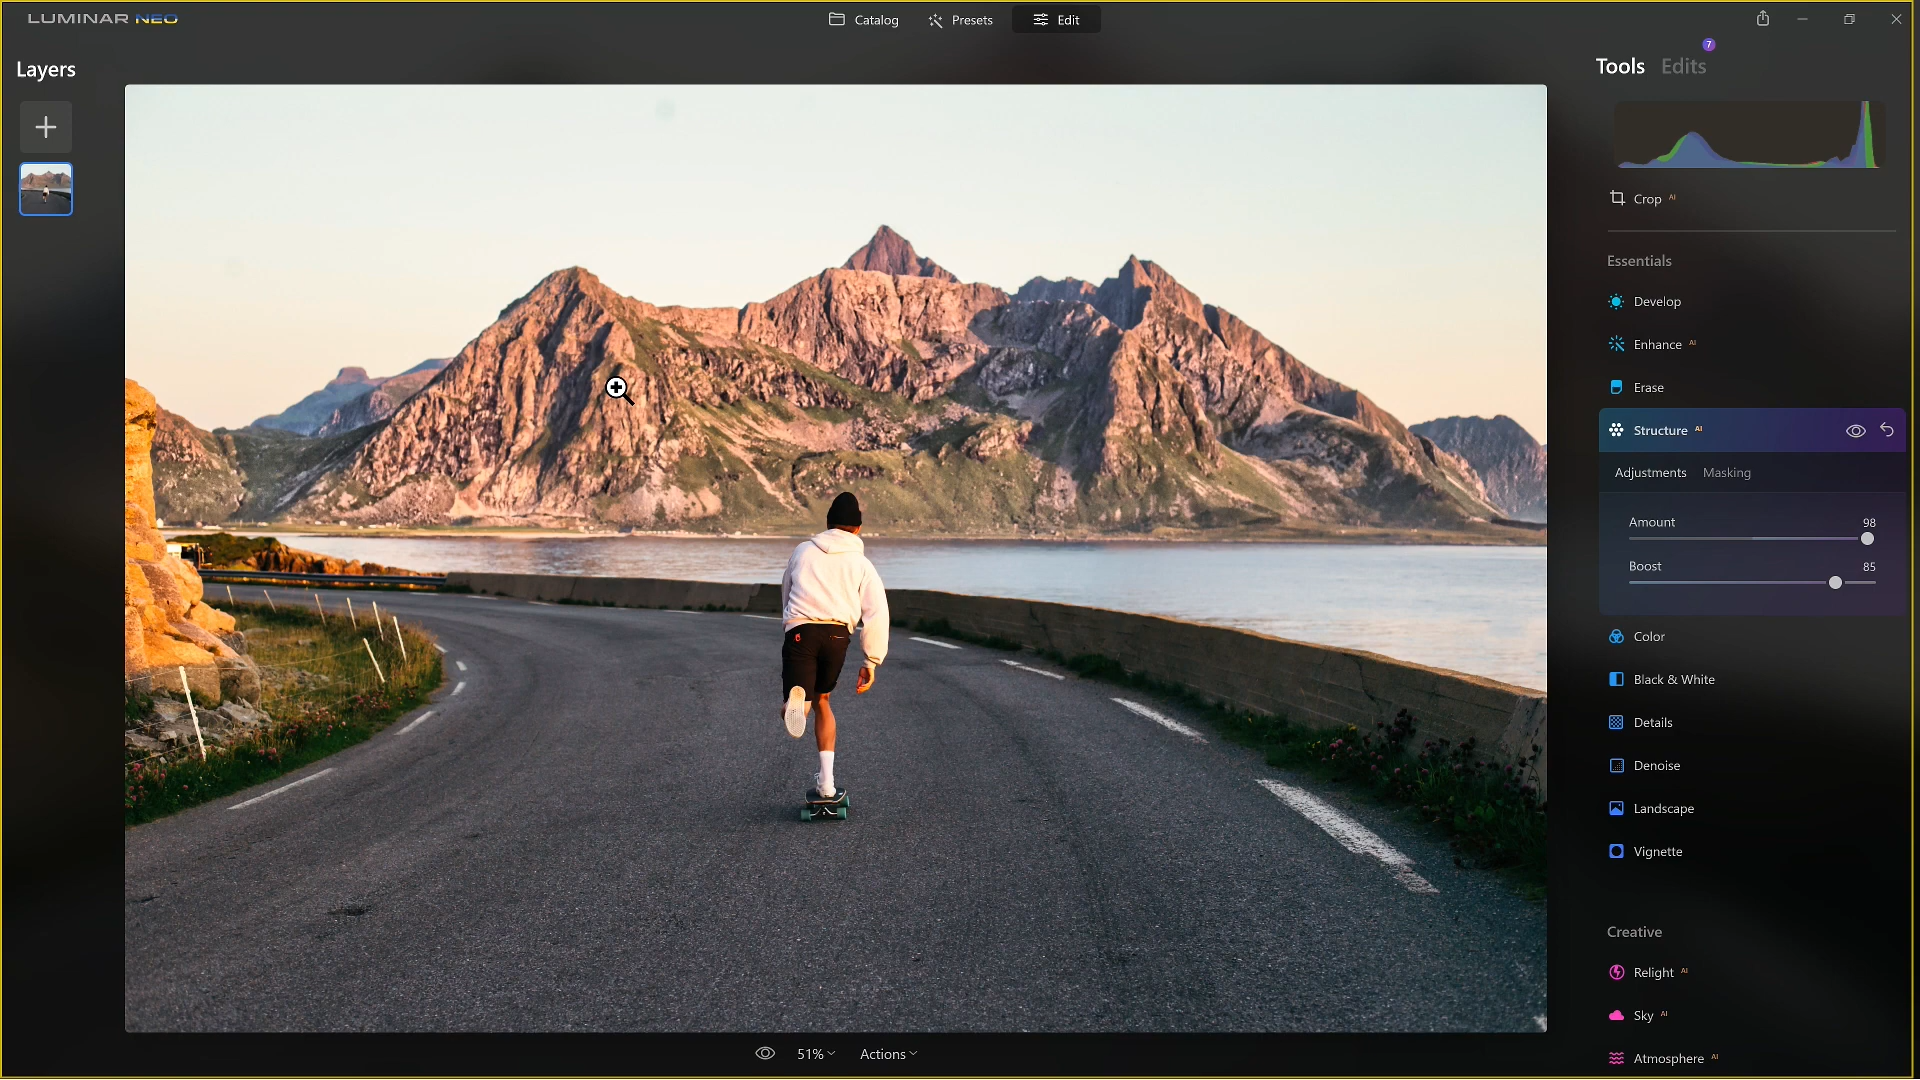 LUMINAR NEO
Catalog
Presets
Edit
Layers
7
Tools Edits
Crop AI
Essentials
Develop
Enhance AI
Erase
Structure AI
Adjustments Masking
Amount 98
Boost 85
Color
Black & White
Details
Denoise
Landscape
Vignette
Creative
Relight AI
Sky AI
Atmosphere AI
51% Actions